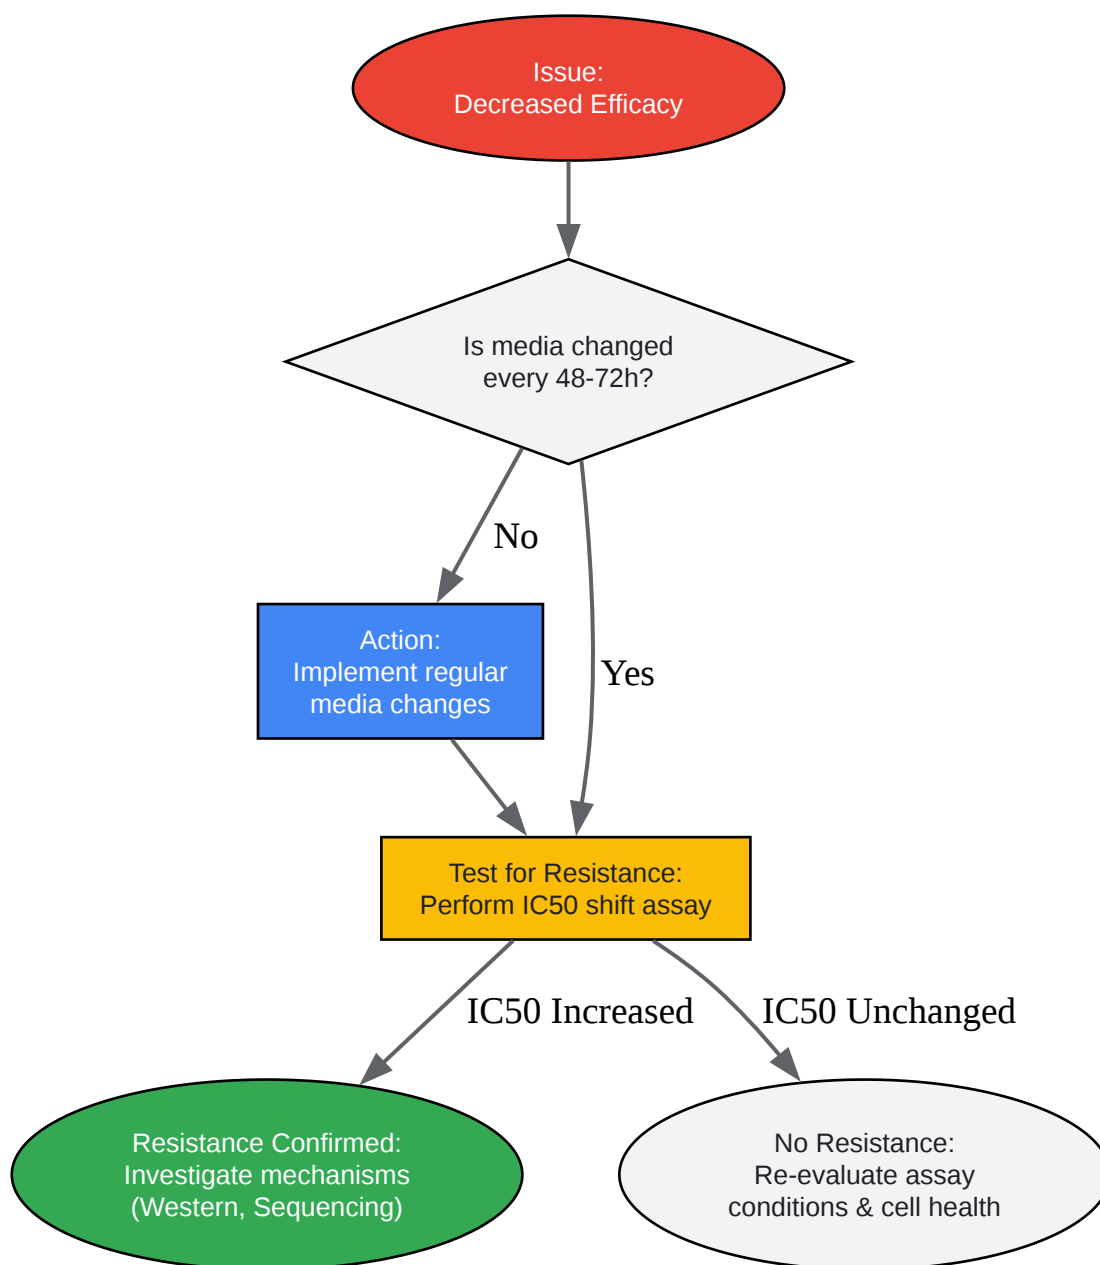 Issue:
Decreased Efficacy
Is media changed
every 48-72h?
No
Action:
Implement regular
media changes
Yes
Test for Resistance:
Perform IC50 shift assay
IC50 Increased
IC50 Unchanged
Resistance Confirmed:
Investigate mechanisms
(Western, Sequencing)
No Resistance:
Re-evaluate assay
conditions & cell health